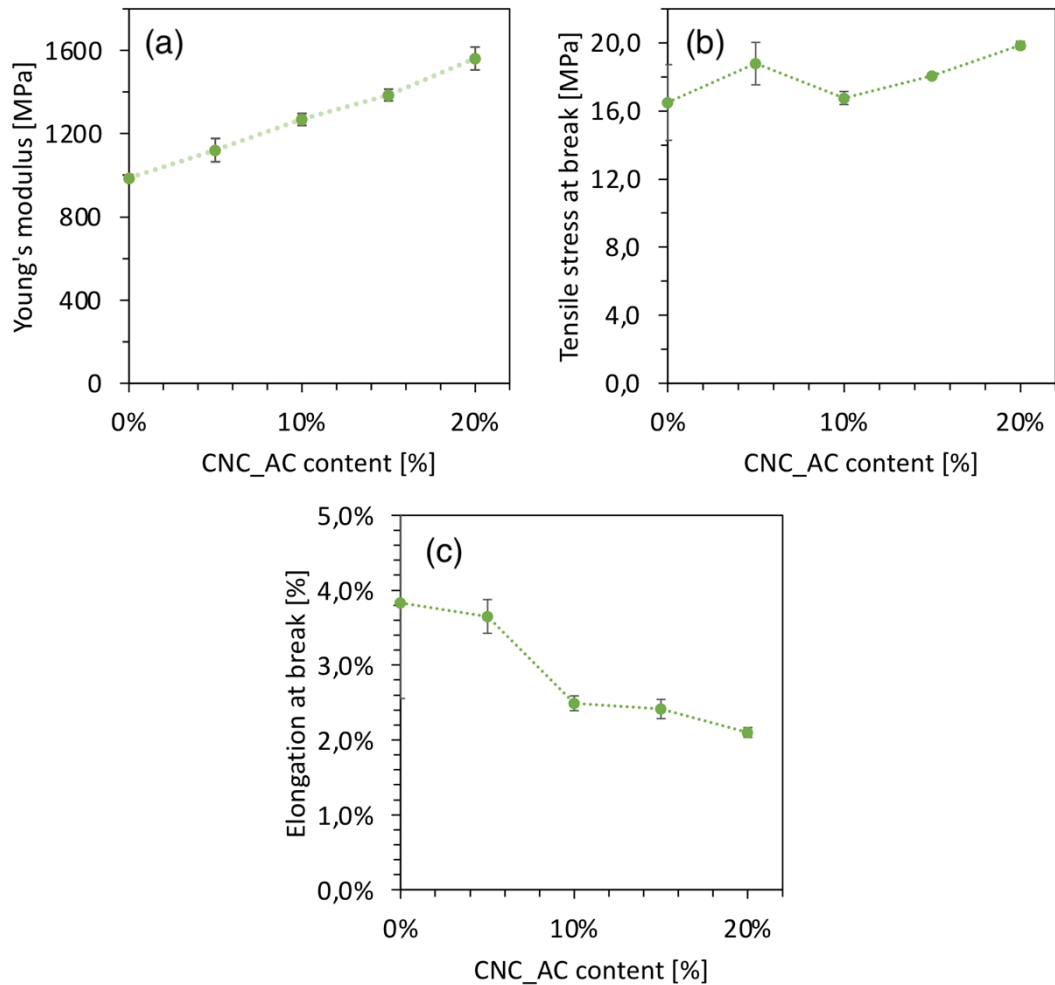 (a)
Young's modulus [MPa]
1600
1200
800
400
0
0% 10% 20%
CNC_AC content [%]
(b)
Tensile stress at break [MPa]
20,0
16,0
12,0
8,0
4,0
0,0
0% 10% 20%
CNC_AC content [%]
(c)
Elongation at break [%]
5,0%
4,0%
3,0%
2,0%
1,0%
0,0%
0% 10% 20%
CNC_AC content [%]